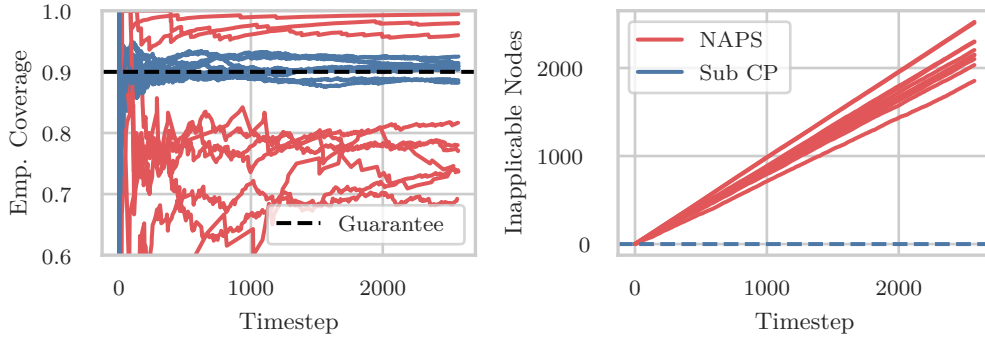 1.0
0.9
0.8
0.7
0.6
Emp. Coverage
Guarantee
0
1000
2000
Timestep
2000
1000
0
Inapplicable Nodes
NAPS
Sub CP
0
1000
2000
Timestep